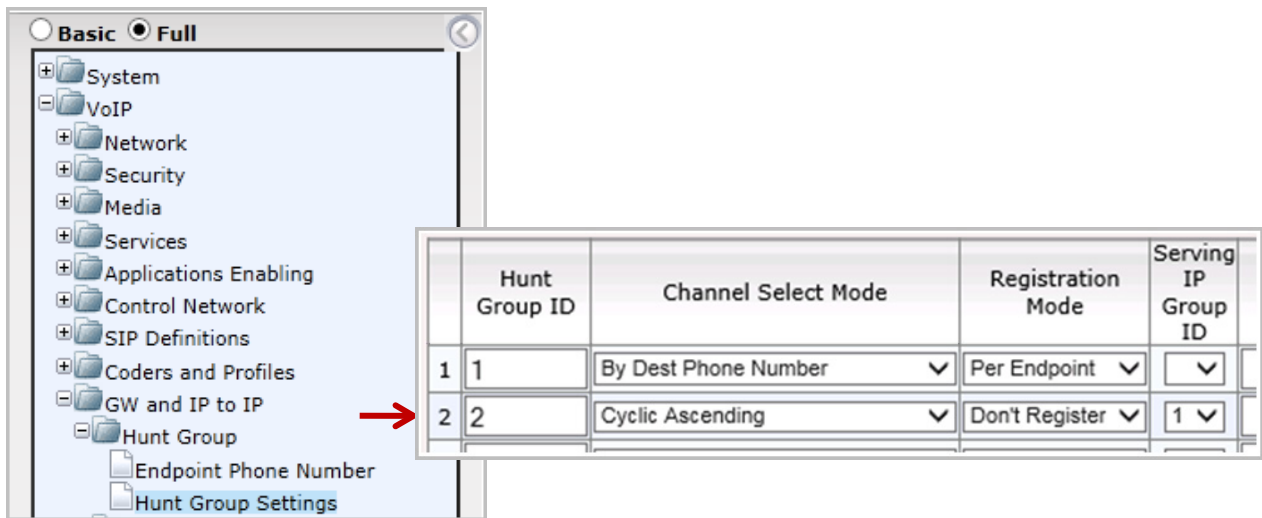 Basic Full
System
VoIP
Network
Security
Media
Services
Applications Enabling
Control Network
SIP Definitions
Coders and Profiles
GW and IP to IP
Hunt Group
Endpoint Phone Number
Hunt Group Settings
Hunt Group ID Channel Select Mode Registration Mode Serving IP Group ID
1 1 By Dest Phone Number Per Endpoint
2 2 Cyclic Ascending Don't Register 1